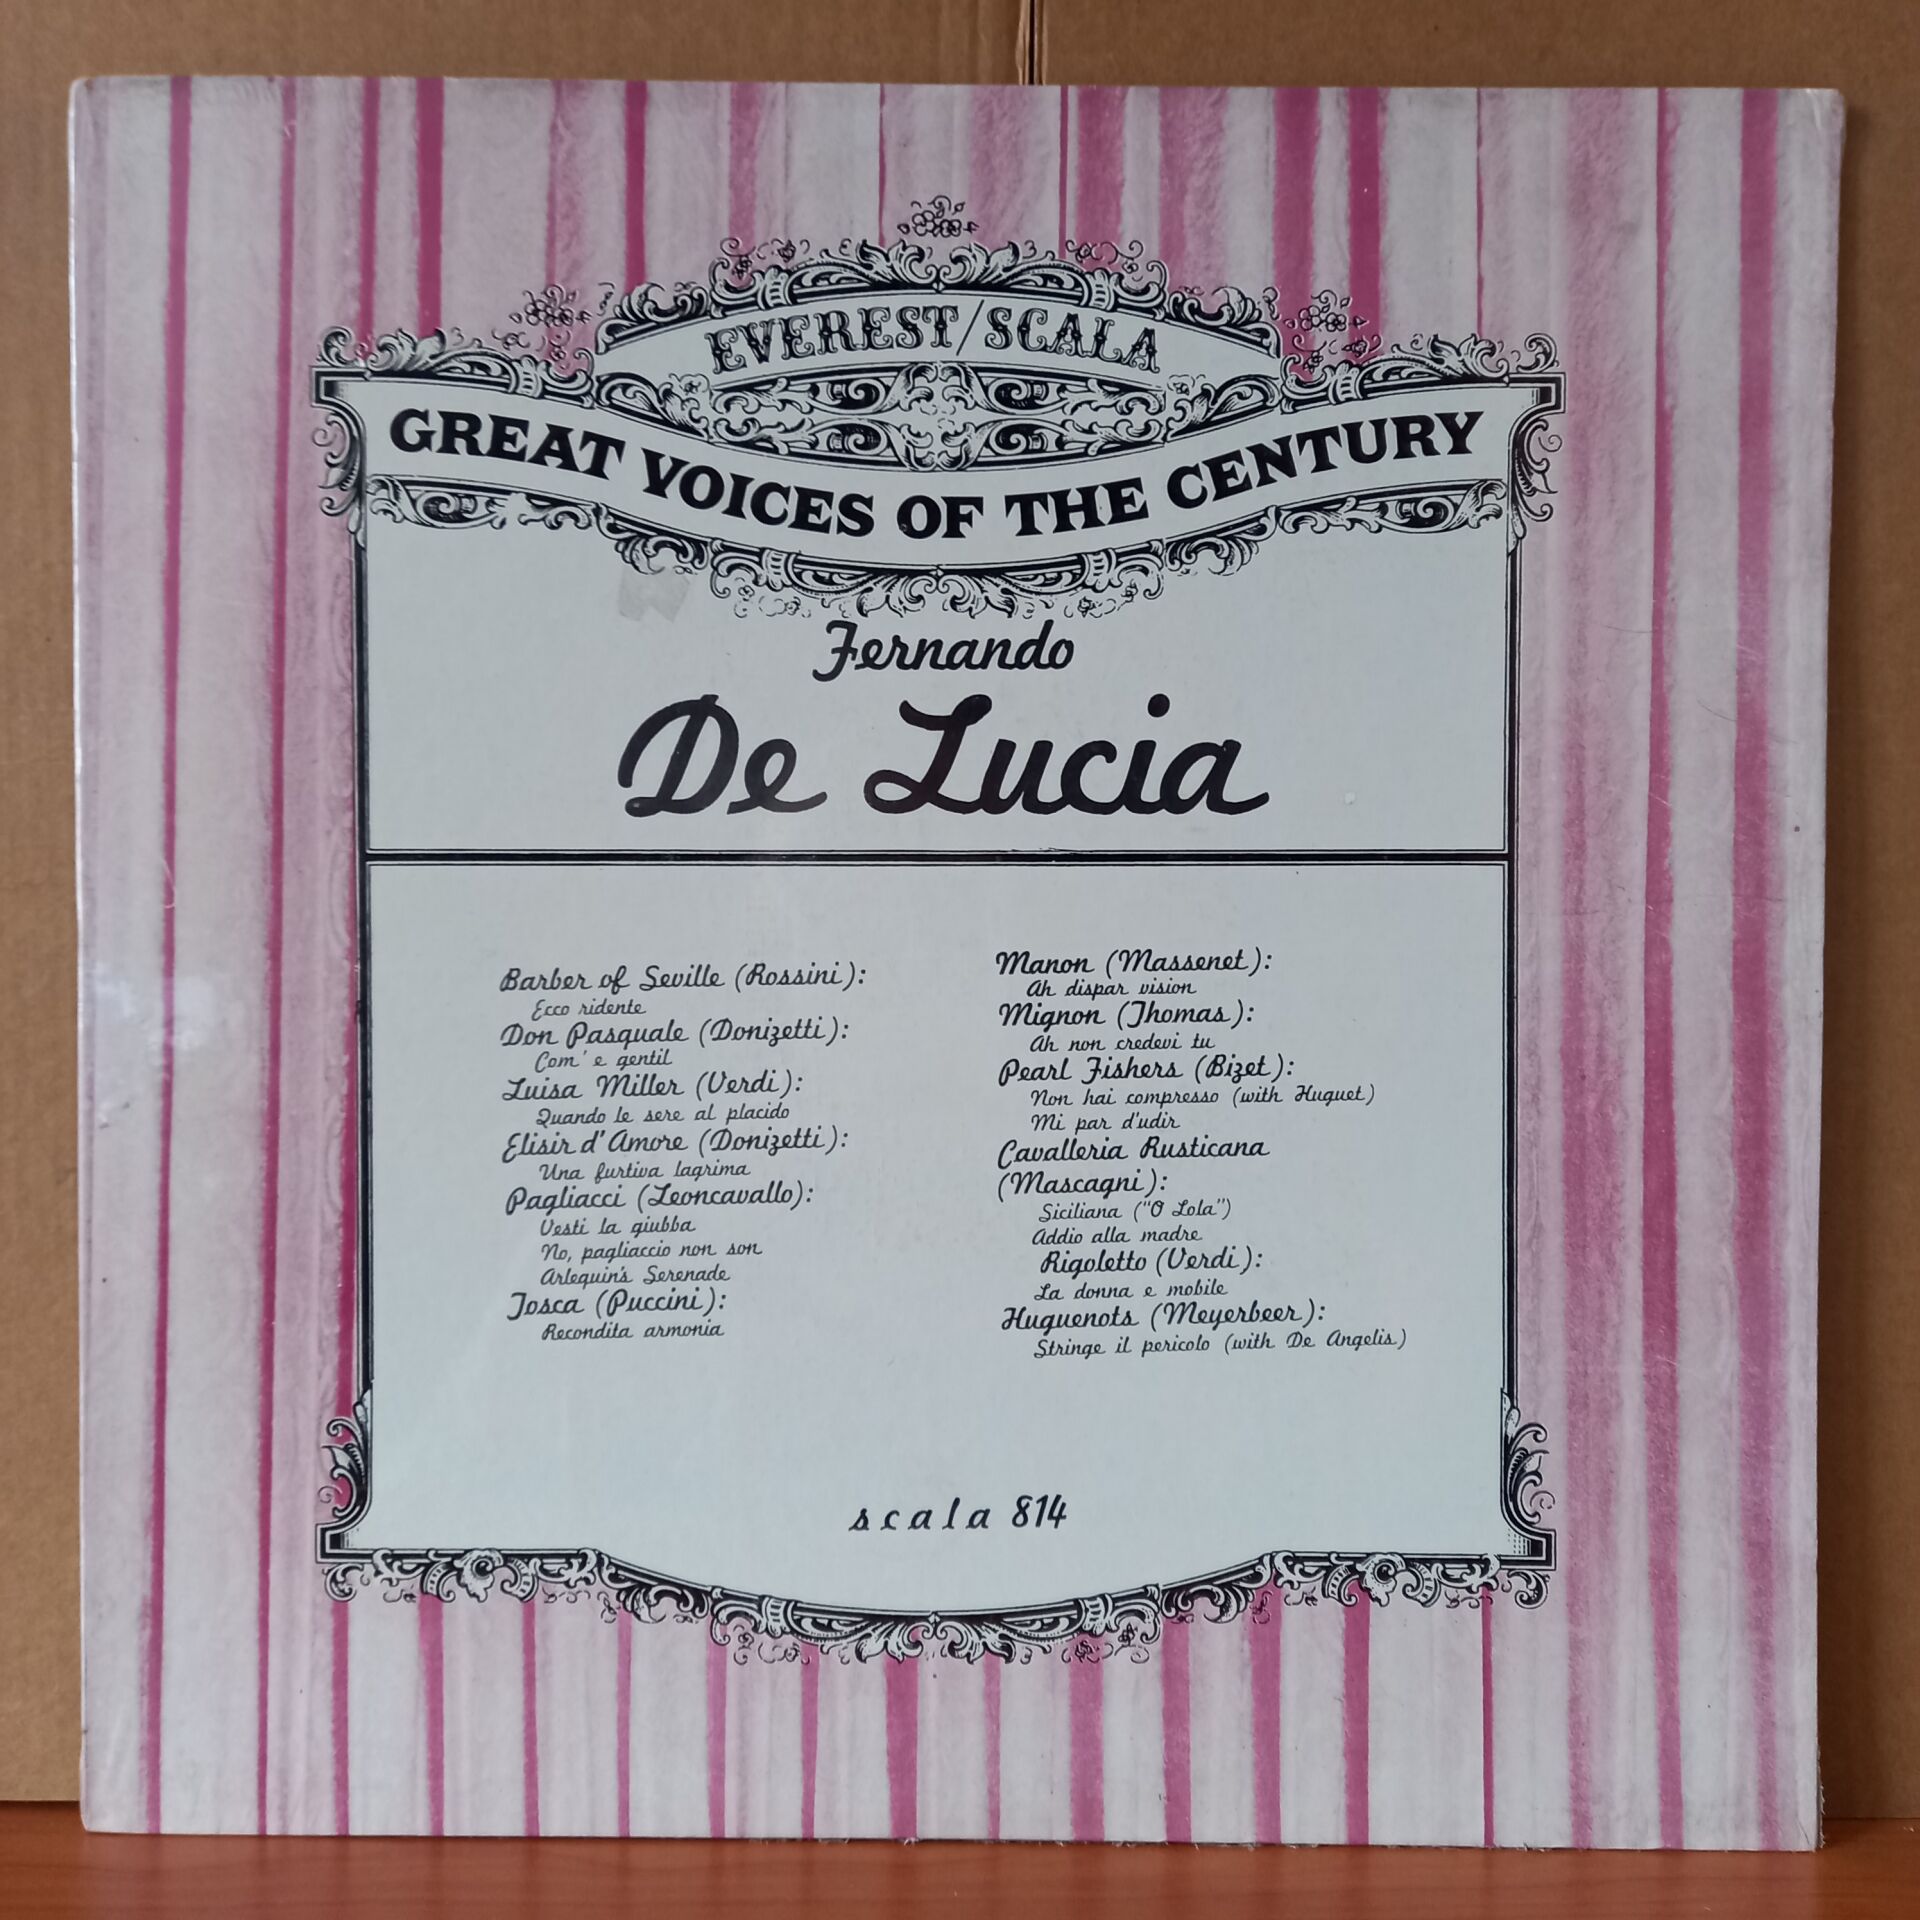 EVEREST/SCALA
GREAT VOICES OF THE CENTURY
Fernando
De Lucia
Barber of Seville (Rossini):
Ecco ridente
Don Pasquale (Donizetti):
Com' e gentil
Luisa Miller (Verdi):
Quando le sere al placido
Elisir d'Amore (Donizetti):
Una furtiva lagrima
Pagliacci (Leoncavallo):
Vesti la giubba
No, pagliaccio non son
Arlequin's Serenade
Tosca (Puccini):
Recondita armonia
Manon (Massenet):
Ah dispar vision
Mignon (Thomas):
Ah non credevi tu
Pearl Fishers (Bizet):
Non hai compresso (with Huguet)
Mi par d'udir
Cavalleria Rusticana
(Mascagni):
Siciliana ("O Lola")
Addio alla madre
Rigoletto (Verdi):
La donna e mobile
Huguenots (Meyerbeer):
Stringe il pericolo (with De Angelis)
scala 814